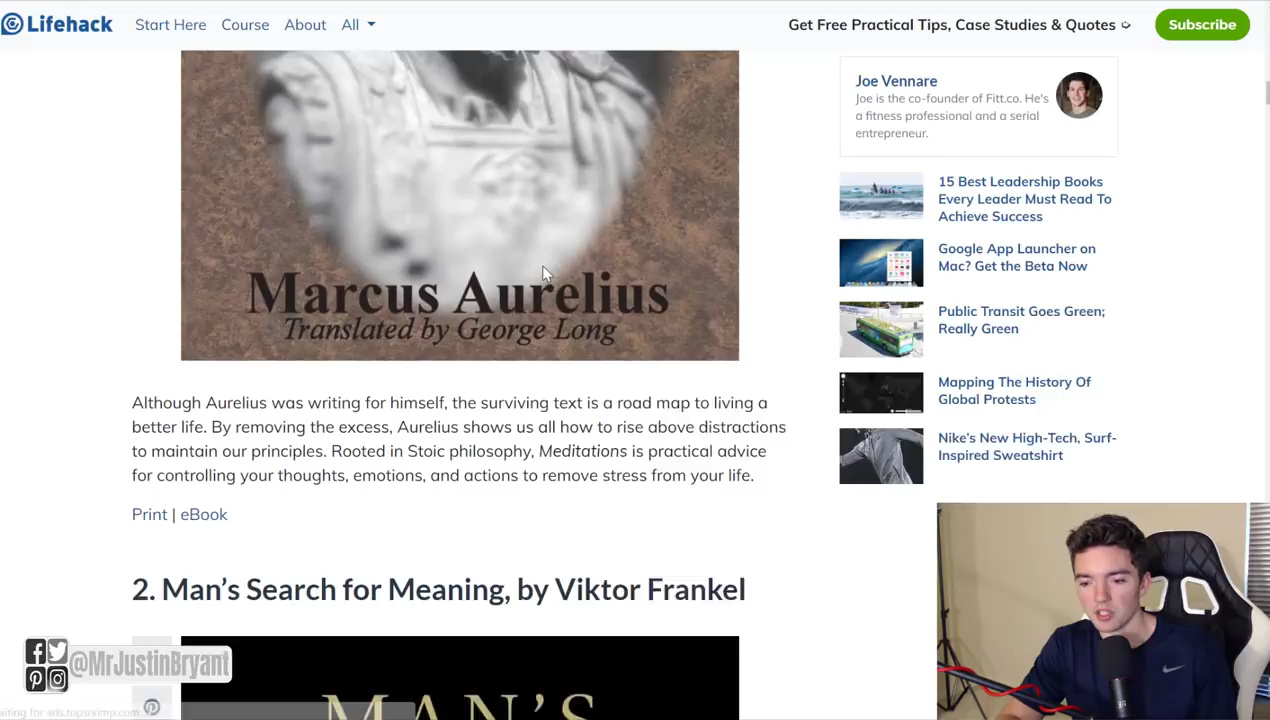 Lifehack
Start Here
Course
About
All
Get Free Practical Tips, Case Studies & Quotes
Subscribe
Marcus Aurelius
Translated by George Long
Although Aurelius was writing for himself, the surviving text is a road map to living a
better life. By removing the excess, Aurelius shows us all how to rise above distractions
to maintain our principles. Rooted in Stoic philosophy, Meditations is practical advice
for controlling your thoughts, emotions, and actions to remove stress from your life.
Print | eBook
2. Man's Search for Meaning, by Viktor Frankel
MAN'S
Joe Vennare
Joe is the co-founder of Fitt.co. He's
a fitness professional and a serial
entrepreneur.
15 Best Leadership Books
Every Leader Must Read To
Achieve Success
Google App Launcher on
Mac? Get the Beta Now
Public Transit Goes Green;
Really Green
Mapping The History Of
Global Protests
Nike's New High-Tech, Surf-
Inspired Sweatshirt
@MrJustinBryant